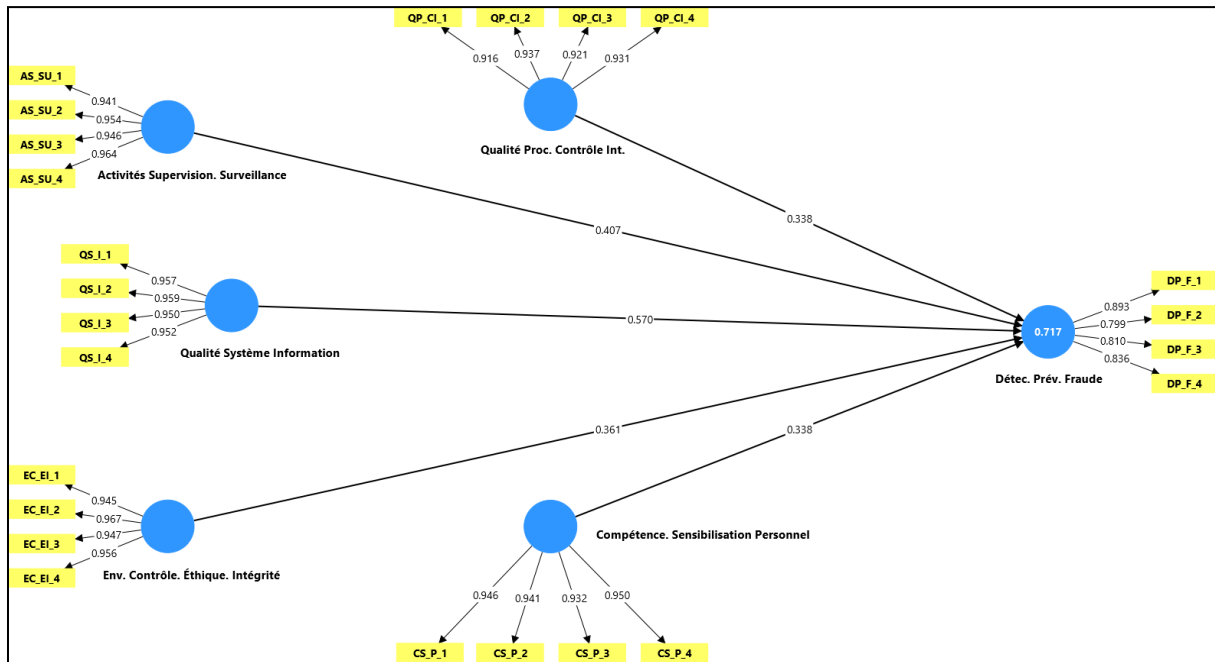 QP_CI_1
QP_CI_2
QP_CI_3
QP_CI_4
0.916
0.937
0.921
0.931
Qualité Proc. Contrôle Int.
AS_SU_1
AS_SU_2
AS_SU_3
AS_SU_4
0.941
0.954
0.946
0.964
Activités Supervision. Surveillance
0.338
0.407
QS_I_1
QS_I_2
QS_I_3
QS_I_4
0.957
0.959
0.950
0.952
Qualité Système Information
0.570
0.717
Détec. Prév. Fraude
0.893
0.799
0.810
0.836
DP_F_1
DP_F_2
DP_F_3
DP_F_4
0.361
0.338
EC_EI_1
EC_EI_2
EC_EI_3
EC_EI_4
0.945
0.967
0.947
0.956
Env. Contrôle. Éthique. Intégrité
Compétence. Sensibilisation Personnel
0.946
0.941
0.932
0.950
CS_P_1
CS_P_2
CS_P_3
CS_P_4